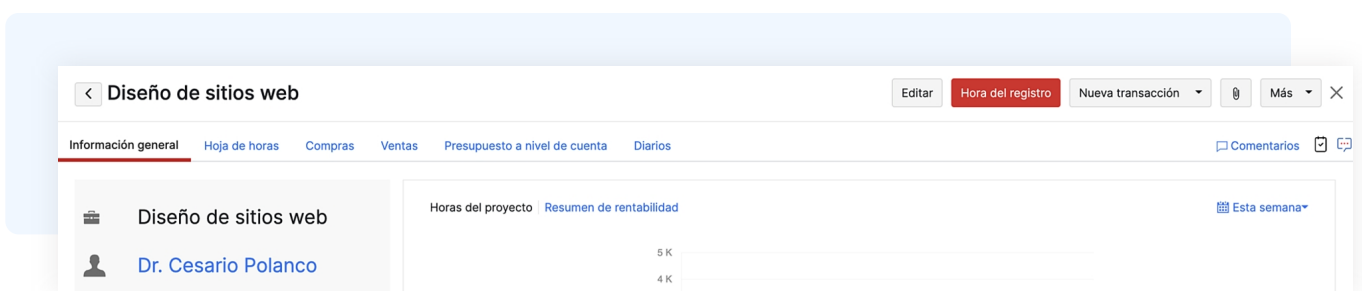 Diseño de sitios web
Editar Hora del registro Nueva transacción Más
Información general Hoja de horas Compras Ventas Presupuesto a nivel de cuenta Diarios Comentarios
Diseño de sitios web
Dr. Cesario Polanco
Horas del proyecto Resumen de rentabilidad Esta semana
5 K
4 K